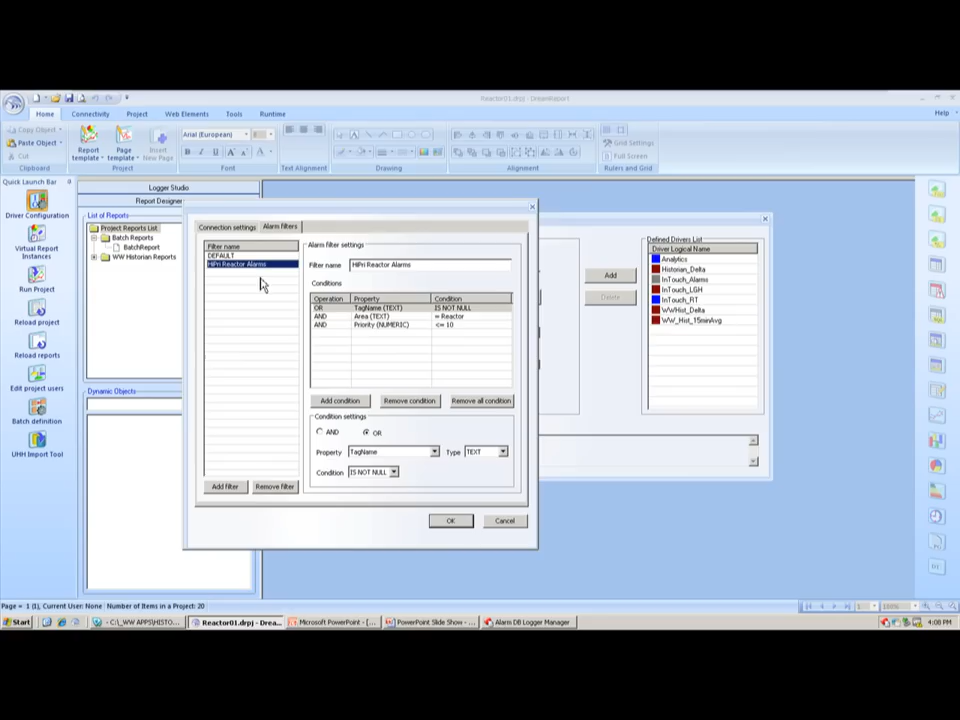 Reactor01.drpj - DreamReport
Home Connectivity Project Web Elements Tools Runtime Help
Copy Object
Paste Object
Cut
Report template
Page template
Insert New Page
Arial (European)
Clipboard Project Font Text Alignment Drawing Alignment Rulers and Grid
Grid Settings
Full Screen
Quick Launch Bar
Driver Configuration
Virtual Report Instances
Run Project
Reload project
Reload reports
Edit project users
Batch definition
UHH Import Tool
Logger Studio
Report Designer
List of Reports
Project Reports List
Batch Reports
BatchReport
WW Historian Reports
Dynamic Objects
Connection settings Alarm filters
Filter name
DEFAULT
HiPri Reactor Alarms
Add filter Remove filter
Alarm filter settings
Filter name HiPri Reactor Alarms
Conditions
Operation Property Condition
OR TagName (TEXT) IS NOT NULL
AND Area (TEXT) = Reactor
AND Priority (NUMERIC) <= 10
Add condition Remove condition Remove all condition
Condition settings
AND OR
Property TagName Type TEXT
Condition IS NOT NULL
OK Cancel
Add
Delete
Defined Drivers List
Driver Logical Name
Analytics
Historian_Delta
InTouch_Alarms
InTouch_LGH
InTouch_RT
WWHist_Delta
WW_Hist_15minAvg
Page = 1 (1), Current User: None Number of Items in a Project: 20
1 100%
Start - C:\_WW APPS\HISTO... Reactor01.drpj - Drea... Microsoft PowerPoint - [... PowerPoint Slide Show - ... Alarm DB Logger Manager 4:08 PM